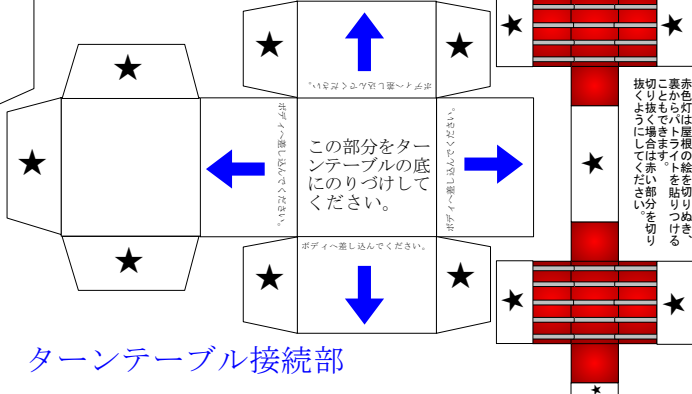 ボディへ差し込んでください。
ボディへ差し込んでください。
この部分をター
ンテーブルの底
にのりづけして
ください。
ボディへ差し込んでください。
ボディへ差し込んでください。
赤色灯は屋根の絵を切りぬき、
裏からパトライトを貼りつける
こともできます。
切り抜く場合は赤い部分を切り
抜くようにしてください。
ターンテーブル接続部